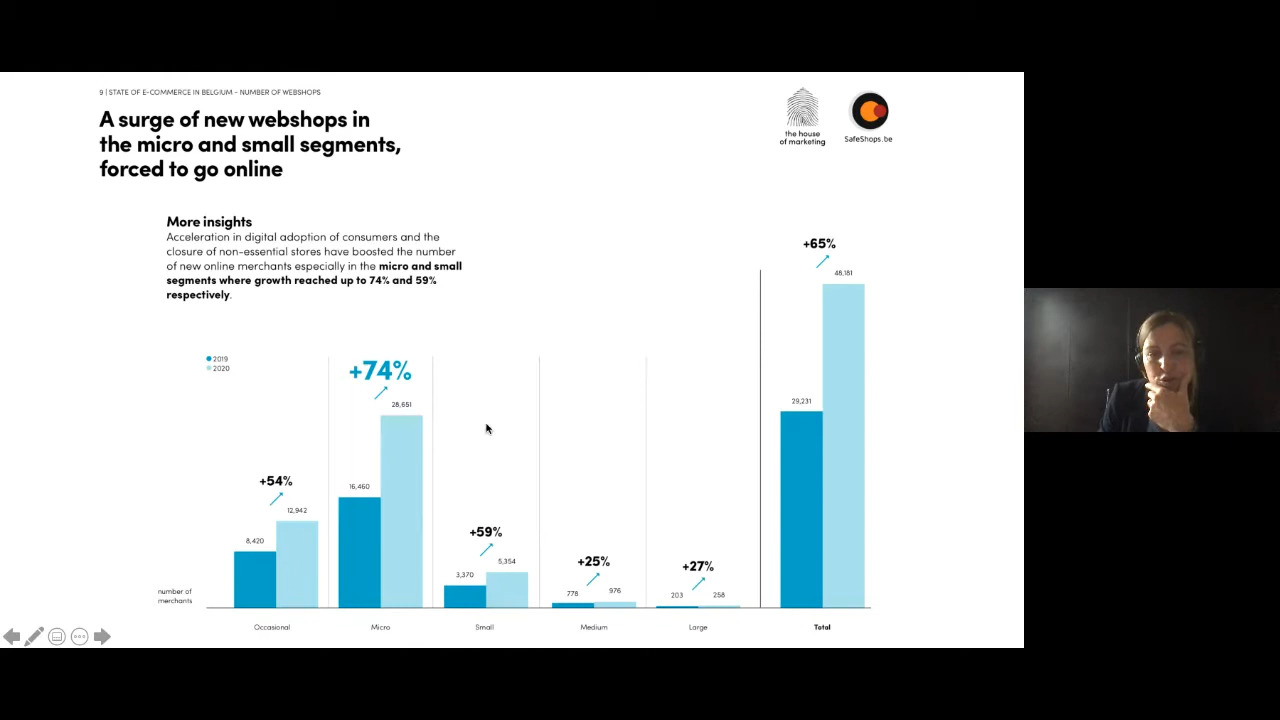 9 | STATE OF E-COMMERCE IN BELGIUM - NUMBER OF WEBSHOPS
A surge of new webshops in
the micro and small segments,
forced to go online
the house
of marketing
SafeShops.be
More insights
Acceleration in digital adoption of consumers and the
closure of non-essential stores have boosted the number
of new online merchants especially in the micro and small
segments where growth reached up to 74% and 59%
respectively.
2019
2020
+54%
8,420
12,942
+74%
16,460
28,651
+59%
3,370
5,354
+25%
778
976
+27%
203
258
+65%
29,231
48,181
number of
merchants
Occasional
Micro
Small
Medium
Large
Total